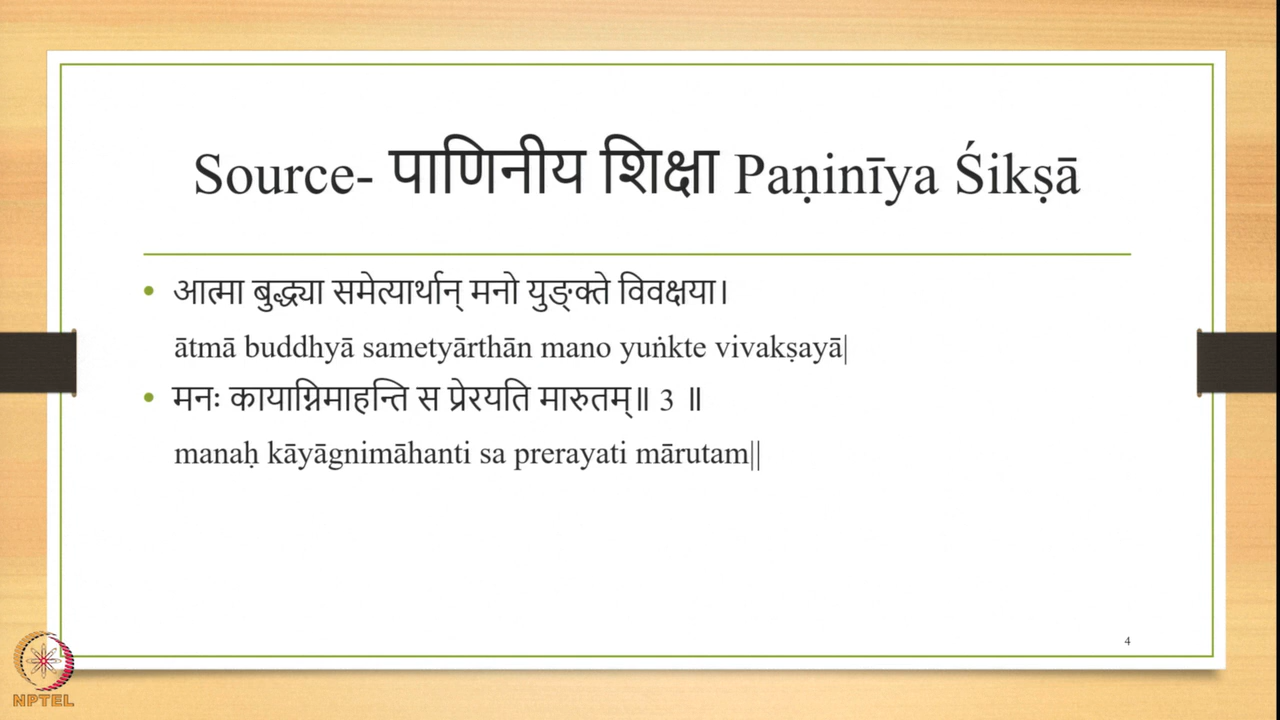 Source- पाणिनीय शिक्षा Paṇinīya Śikṣā
• आत्मा बुद्ध्या समेत्यार्थान् मनो युङ्क्ते विवक्षया।
ātmā buddhyā sametyārthān mano yuṅkte vivakṣayā|
• मनः कायाग्निमाहन्ति स प्रेरयति मारुतम्॥ 3 ॥
manaḥ kāyāgnimāhanti sa prerayati mārutam||
4
NPTEL